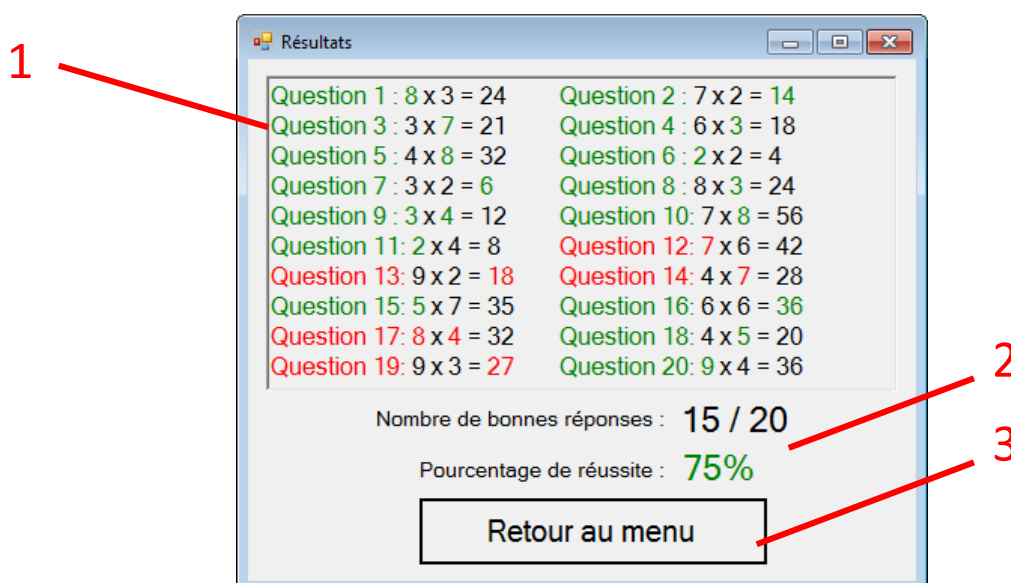 Résultats
1
Question 1 : 8 x 3 = 24 Question 2 : 7 x 2 = 14
Question 3 : 3 x 7 = 21 Question 4 : 6 x 3 = 18
Question 5 : 4 x 8 = 32 Question 6 : 2 x 2 = 4
Question 7 : 3 x 2 = 6 Question 8 : 8 x 3 = 24
Question 9 : 3 x 4 = 12 Question 10: 7 x 8 = 56
Question 11: 2 x 4 = 8 Question 12: 7 x 6 = 42
Question 13: 9 x 2 = 18 Question 14: 4 x 7 = 28
Question 15: 5 x 7 = 35 Question 16: 6 x 6 = 36
Question 17: 8 x 4 = 32 Question 18: 4 x 5 = 20
Question 19: 9 x 3 = 27 Question 20: 9 x 4 = 36
2
Nombre de bonnes réponses : 15 / 20
3
Pourcentage de réussite : 75%
Retour au menu